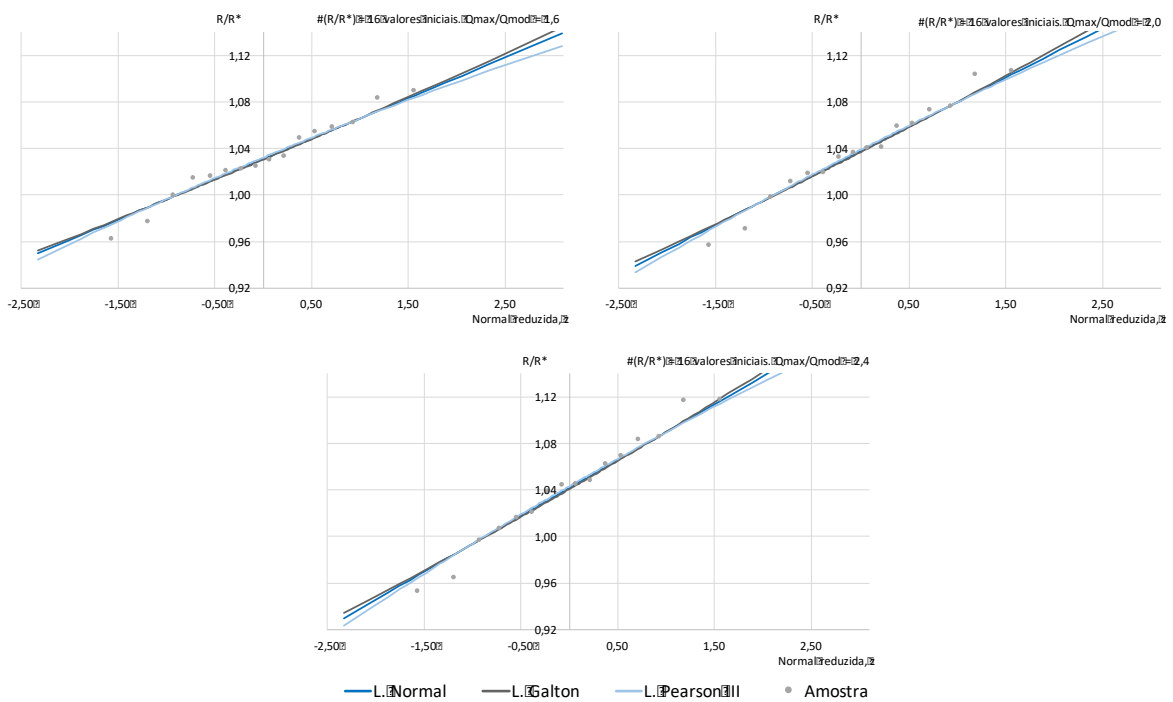 R/R*
#(R/R*) = 16 valores iniciais. Qmax/Qmod = 1,6
1,12
1,08
1,04
1,00
0,96
0,92
-2,50 -1,50 -0,50 0,50 1,50 2,50
Normal reduzida, z
R/R*
#(R/R*) = 16 valores iniciais. Qmax/Qmod = 2,0
1,12
1,08
1,04
1,00
0,96
0,92
-2,50 -1,50 -0,50 0,50 1,50 2,50
Normal reduzida, z
R/R*
#(R/R*) = 16 valores iniciais. Qmax/Qmod = 2,4
1,12
1,08
1,04
1,00
0,96
0,92
-2,50 -1,50 -0,50 0,50 1,50 2,50
Normal reduzida, z
L. Normal L. Galton L. Pearson III Amostra